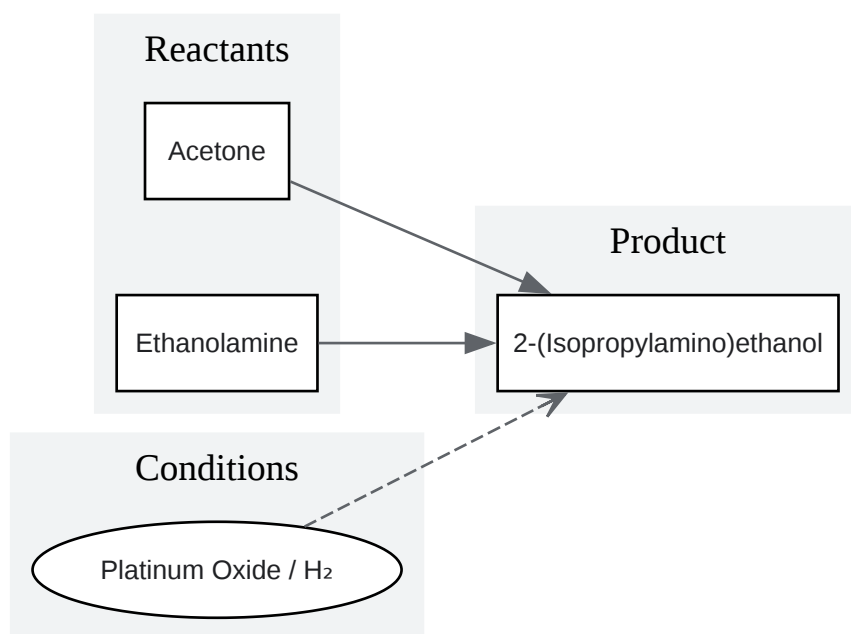 Reactants
Acetone
Ethanolamine
Product
2-(Isopropylamino)ethanol
Conditions
Platinum Oxide / H₂